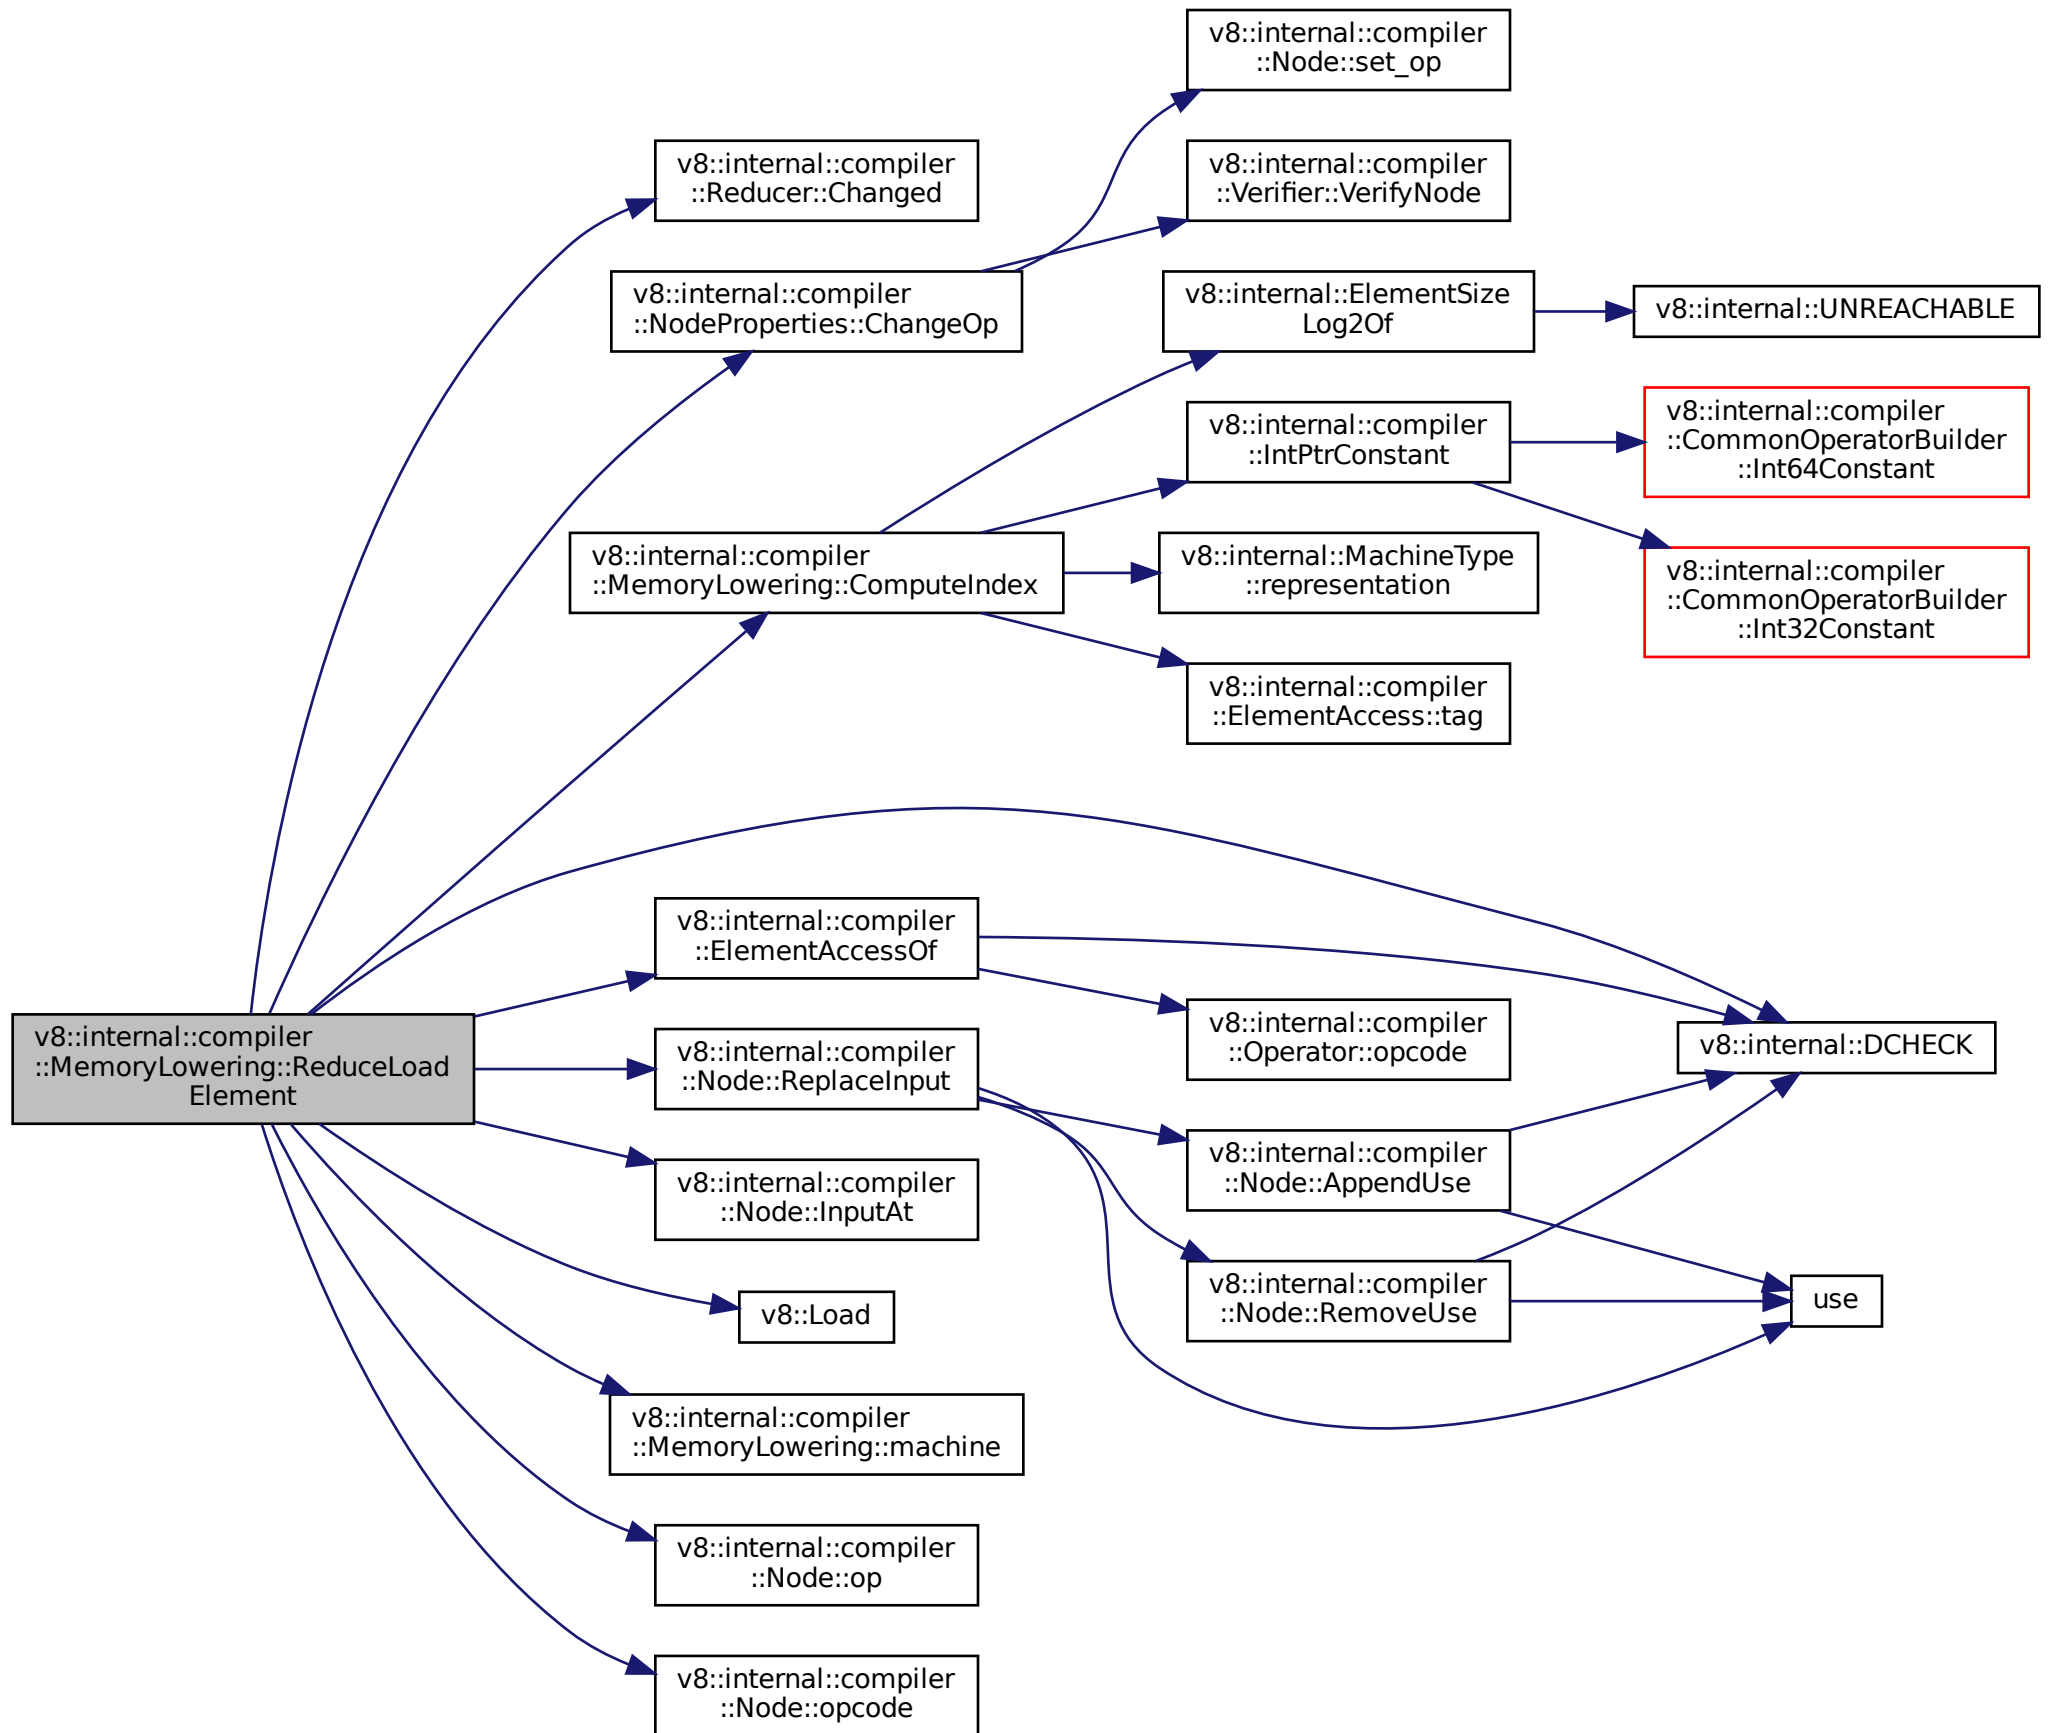 v8::internal::compiler
::Node::set_op
v8::internal::compiler
::Reducer::Changed
v8::internal::compiler
::Verifier::VerifyNode
v8::internal::compiler
::NodeProperties::ChangeOp
v8::internal::ElementSize
Log2Of
v8::internal::UNREACHABLE
v8::internal::compiler
::IntPtrConstant
v8::internal::compiler
::CommonOperatorBuilder
::Int64Constant
v8::internal::compiler
::MemoryLowering::ComputeIndex
v8::internal::MachineType
::representation
v8::internal::compiler
::CommonOperatorBuilder
::Int32Constant
v8::internal::compiler
::ElementAccess::tag
v8::internal::compiler
::ElementAccessOf
v8::internal::compiler
::MemoryLowering::ReduceLoad
Element
v8::internal::compiler
::Node::ReplaceInput
v8::internal::compiler
::Operator::opcode
v8::internal::DCHECK
v8::internal::compiler
::Node::InputAt
v8::internal::compiler
::Node::AppendUse
v8::Load
v8::internal::compiler
::Node::RemoveUse
use
v8::internal::compiler
::MemoryLowering::machine
v8::internal::compiler
::Node::op
v8::internal::compiler
::Node::opcode